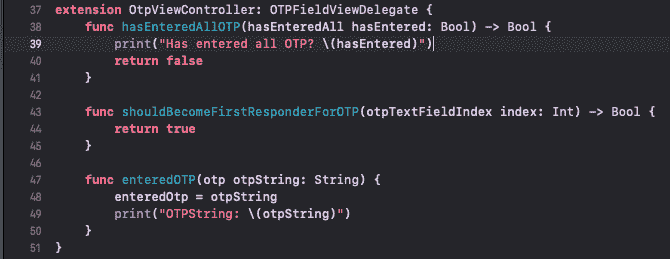 37 extension OtpViewController: OTPFieldViewDelegate {
38     func hasEnteredAllOTP(hasEnteredAll hasEntered: Bool) -> Bool {
39         print("Has entered all OTP? \(hasEntered)")
40         return false
41     }
42
43     func shouldBecomeFirstResponderForOTP(otpTextFieldIndex index: Int) -> Bool {
44         return true
45     }
46
47     func enteredOTP(otp otpString: String) {
48         enteredOtp = otpString
49         print("OTPString: \(otpString)")
50     }
51 }